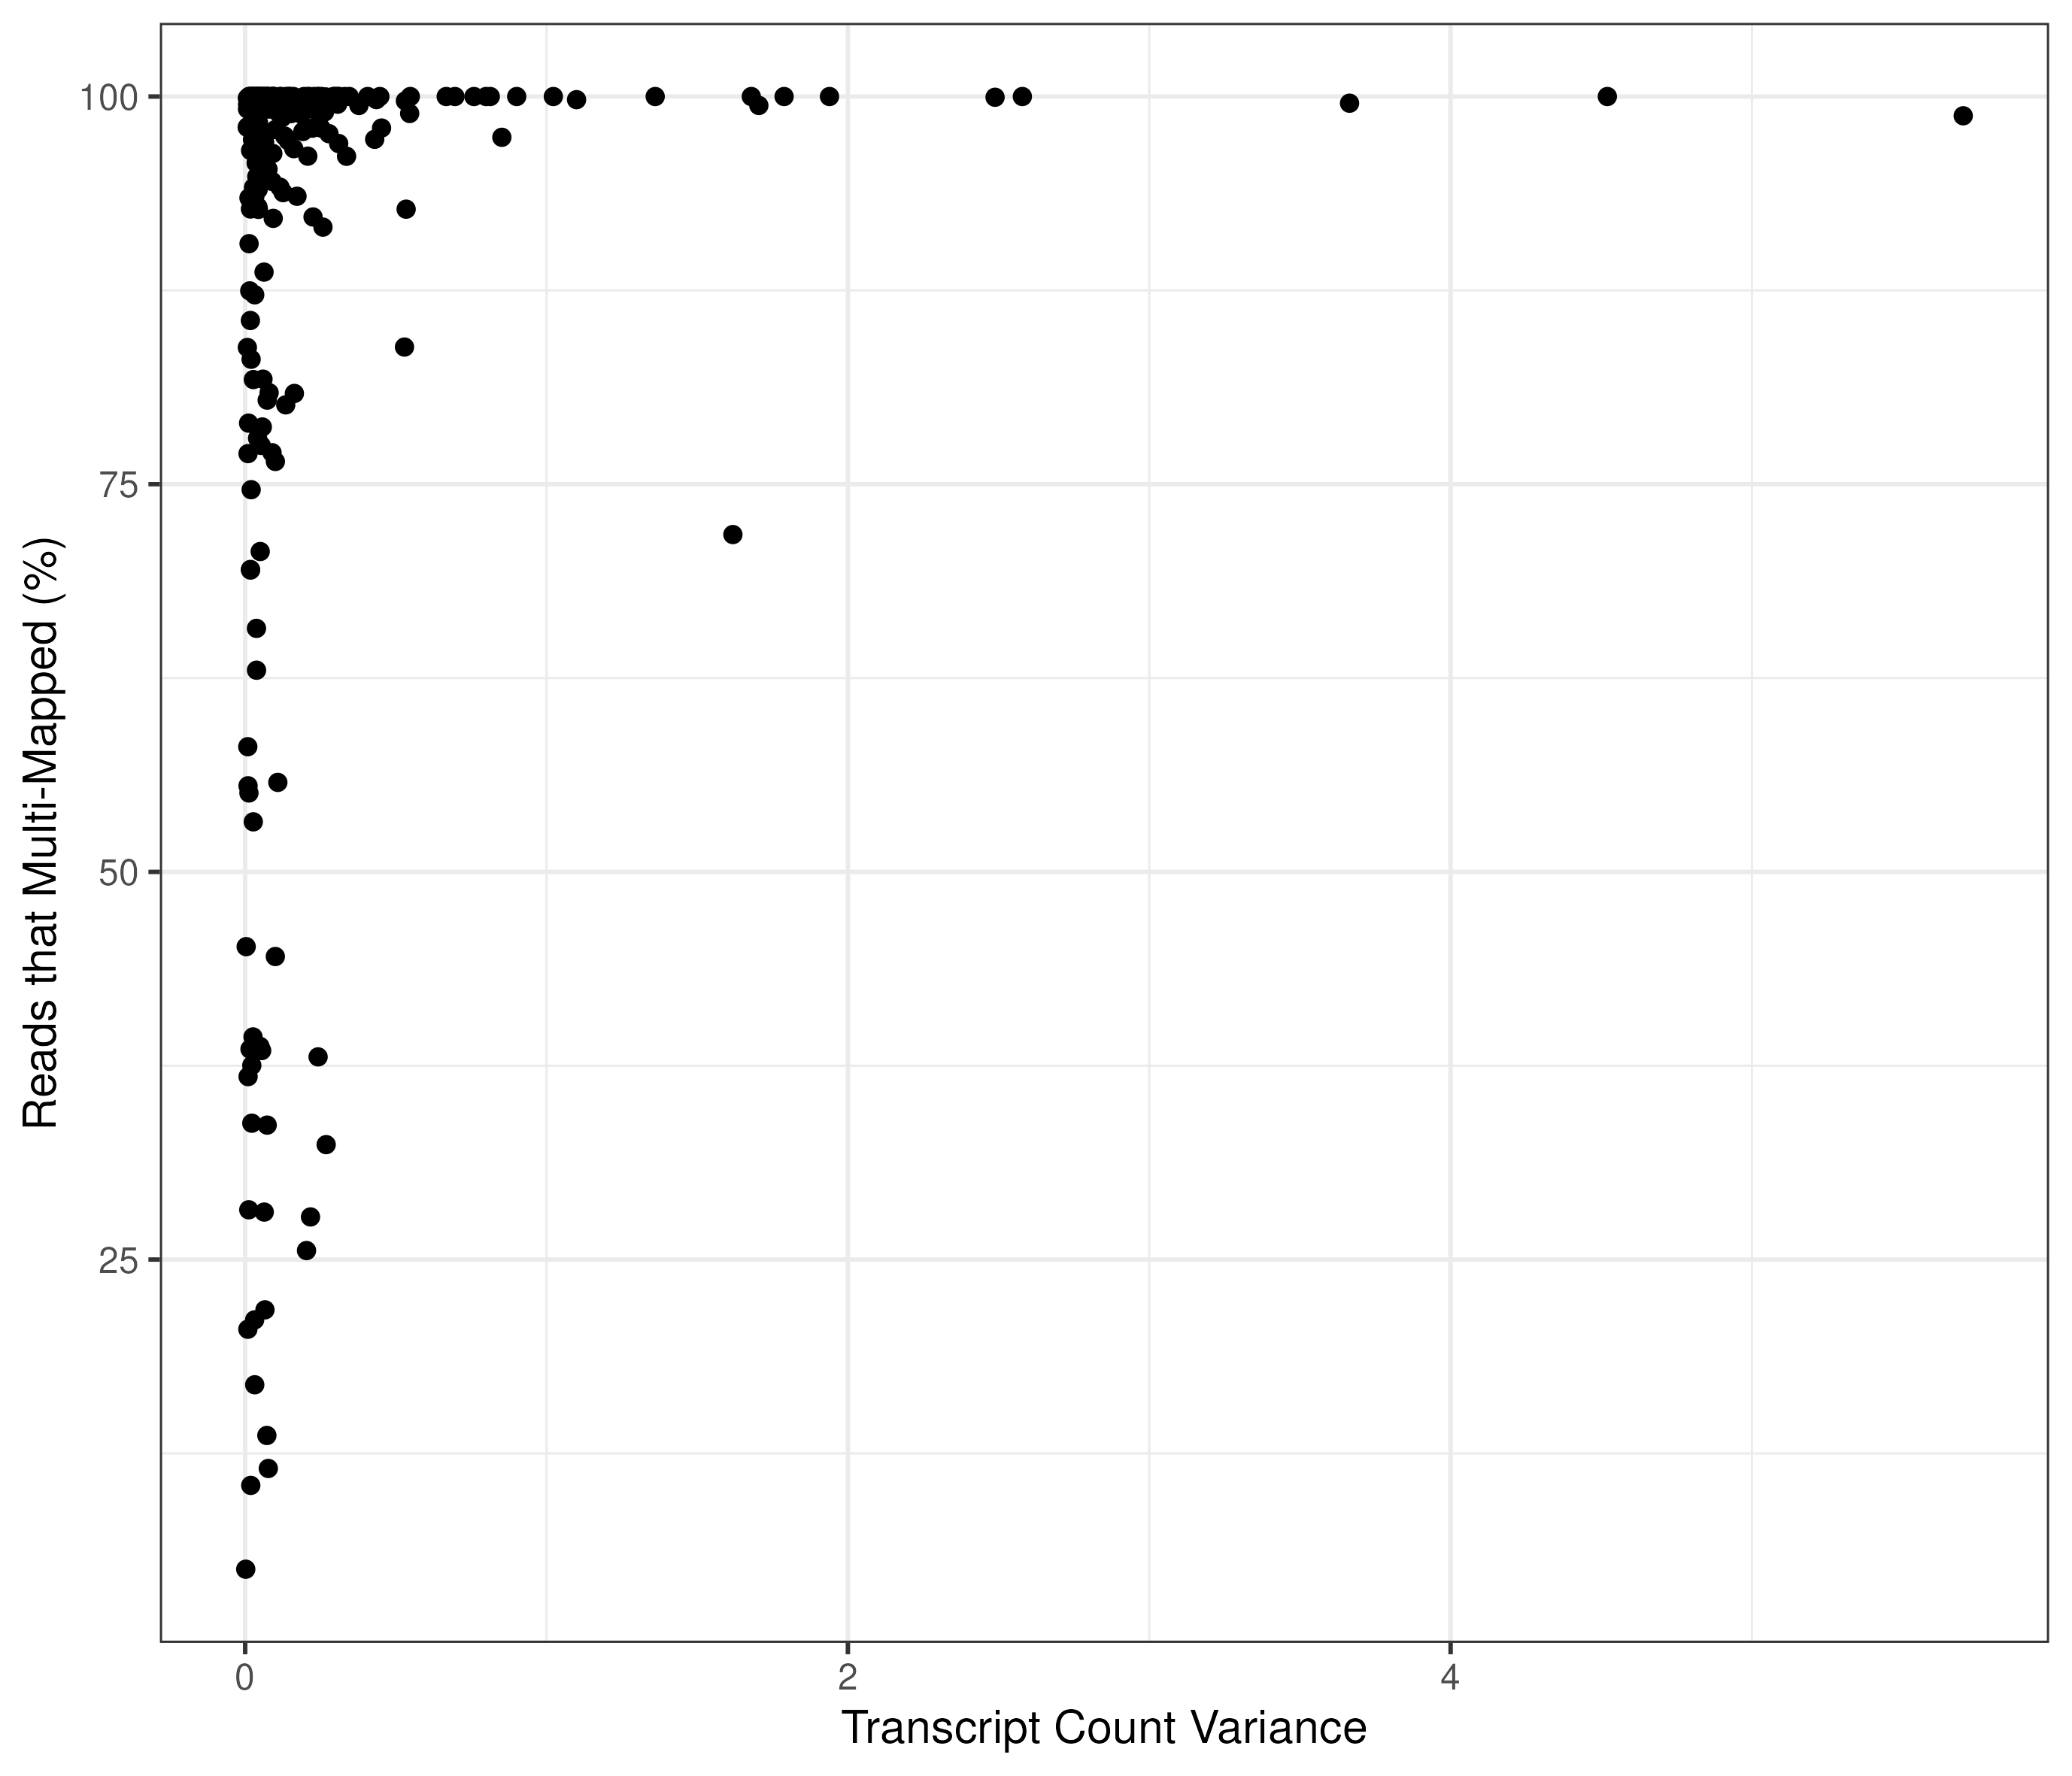 Reads that Multi-Mapped (%)
100
75
50
25
0 2 4
Transcript Count Variance